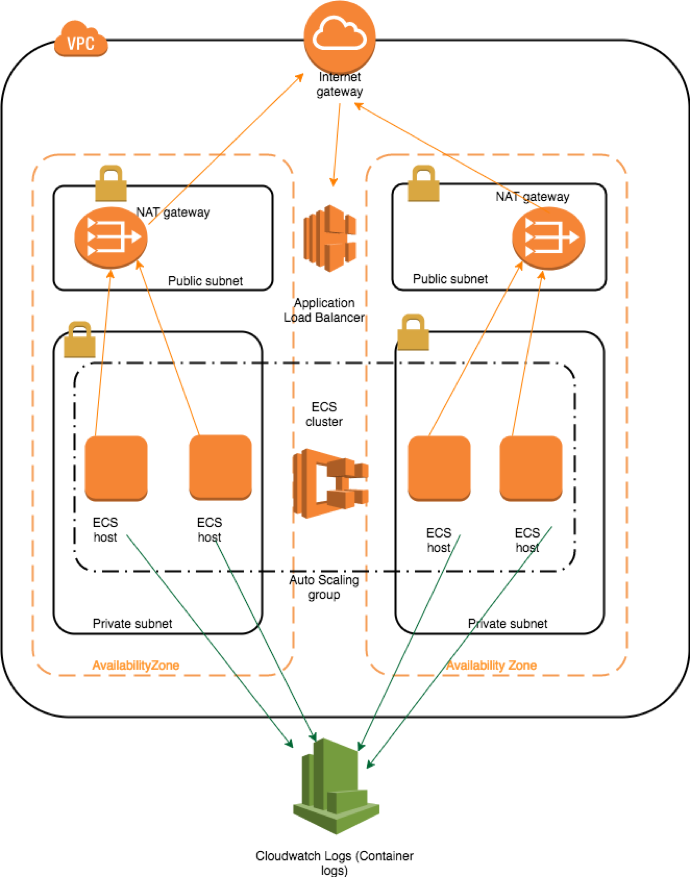 VPC
Internet
gateway
NAT gateway
NAT gateway
Public subnet
Public subnet
Application
Load Balancer
ECS
cluster
ECS
host
ECS
host
ECS
host
ECS
host
Auto Scaling
group
Private subnet
Private subnet
AvailabilityZone
Availability Zone
Cloudwatch Logs (Container
logs)